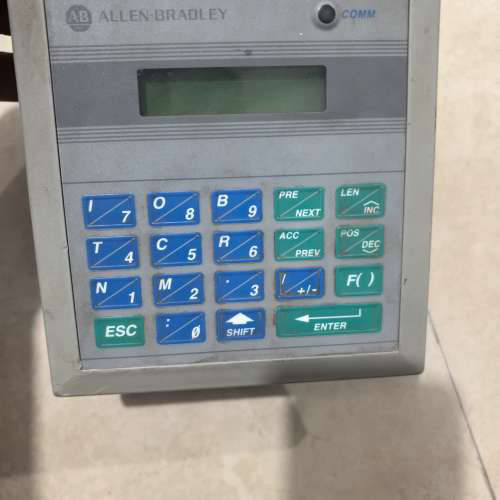 AB ALLEN-BRADLEY
COMM
I 7 O 8 B 9 PRE NEXT LEN INC
T 4 C 5 R 6 ACC PREV POS DEC
N 1 M 2 . 3 / +/- F( )
ESC : Ø SHIFT ENTER